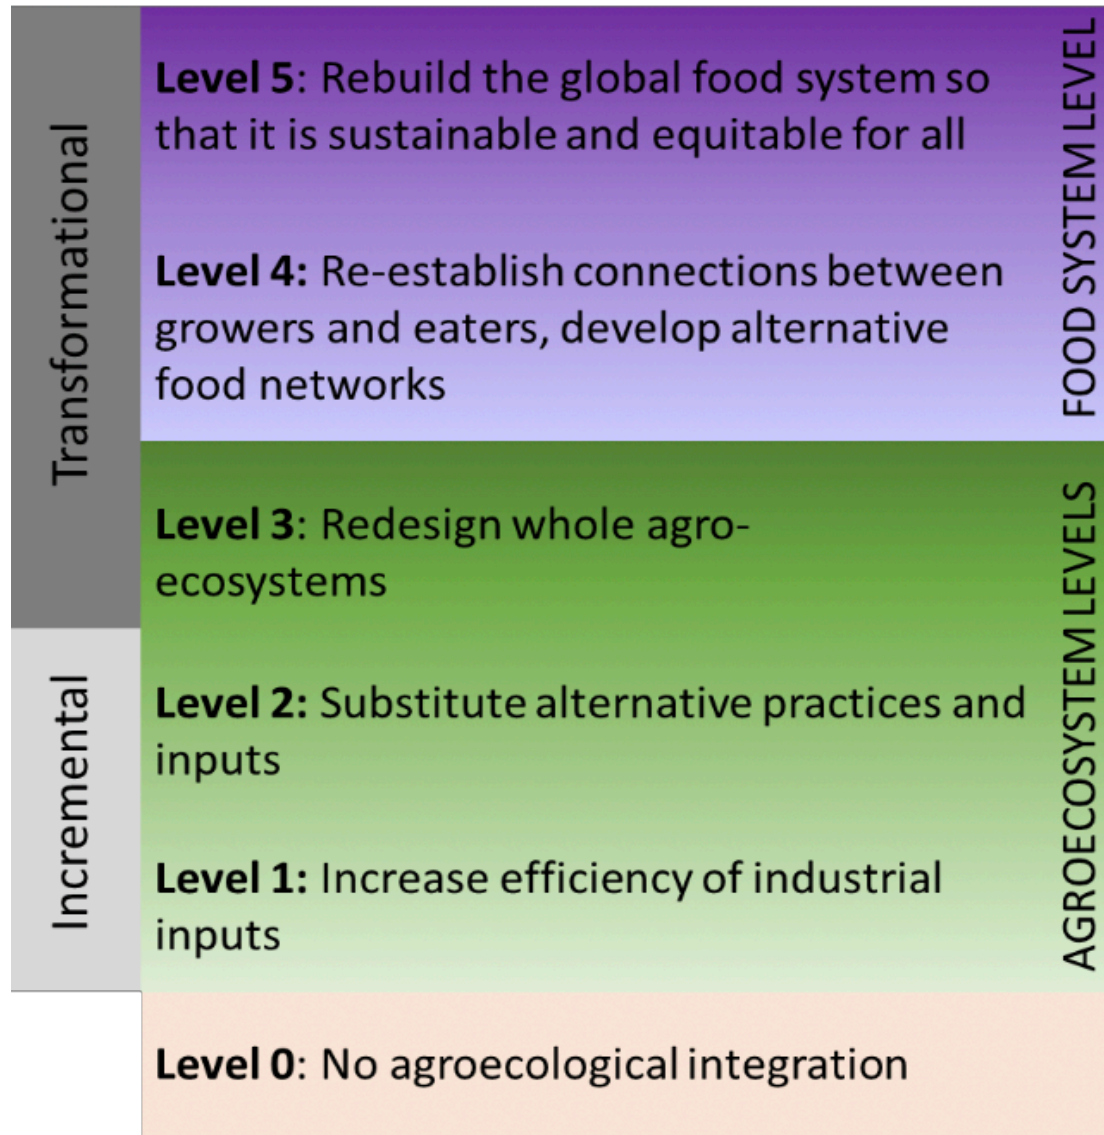 Transformational
Incremental
Level 5: Rebuild the global food system so
that it is sustainable and equitable for all
Level 4: Re-establish connections between
growers and eaters, develop alternative
food networks
Level 3: Redesign whole agro-
ecosystems
Level 2: Substitute alternative practices and
inputs
Level 1: Increase efficiency of industrial
inputs
Level 0: No agroecological integration
FOOD SYSTEM LEVEL
AGROECOSYSTEM LEVELS